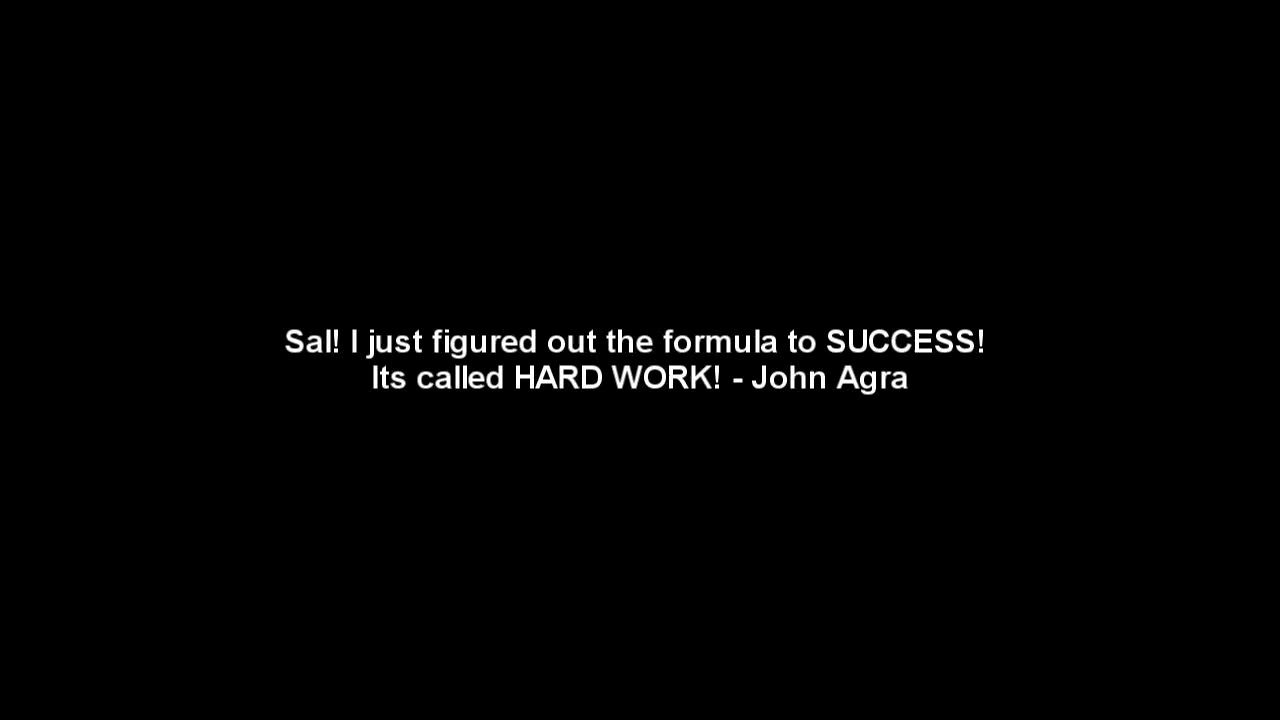 Sal! I just figured out the formula to SUCCESS!
Its called HARD WORK! - John Agra